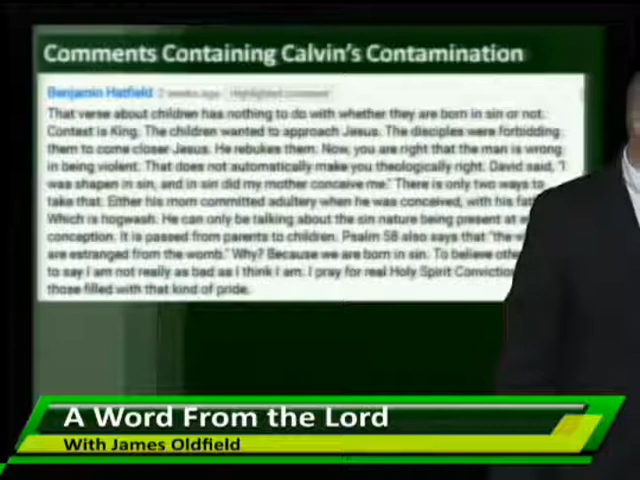 Comments Containing Calvin's Contamination
Benjamin Hatfield 2 weeks ago Highlighted comment
That verse about children has nothing to do with whether they are born in sin or not.
Context is King. The children wanted to approach Jesus. The disciples were forbidding
them to come closer Jesus. He rebukes them. Now, you are right that the man is wrong
in being violent. That does not automatically make you theologically right. David said, "I
was shapen in sin, and in sin did my mother conceive me." There is only two ways to
take that. Either his mom committed adultery when he was conceived, with his
Which is hogwash. He can only be talking about the sin nature being present at
conception. It is passed from parents to children. Psalm 58 also says that "the
are estranged from the womb." Why? Because we are born in sin. To believe
to say I am not really as bad as I think I am. I pray for real Holy Spirit
those filled with that kind of pride.
A Word From the Lord
With James Oldfield